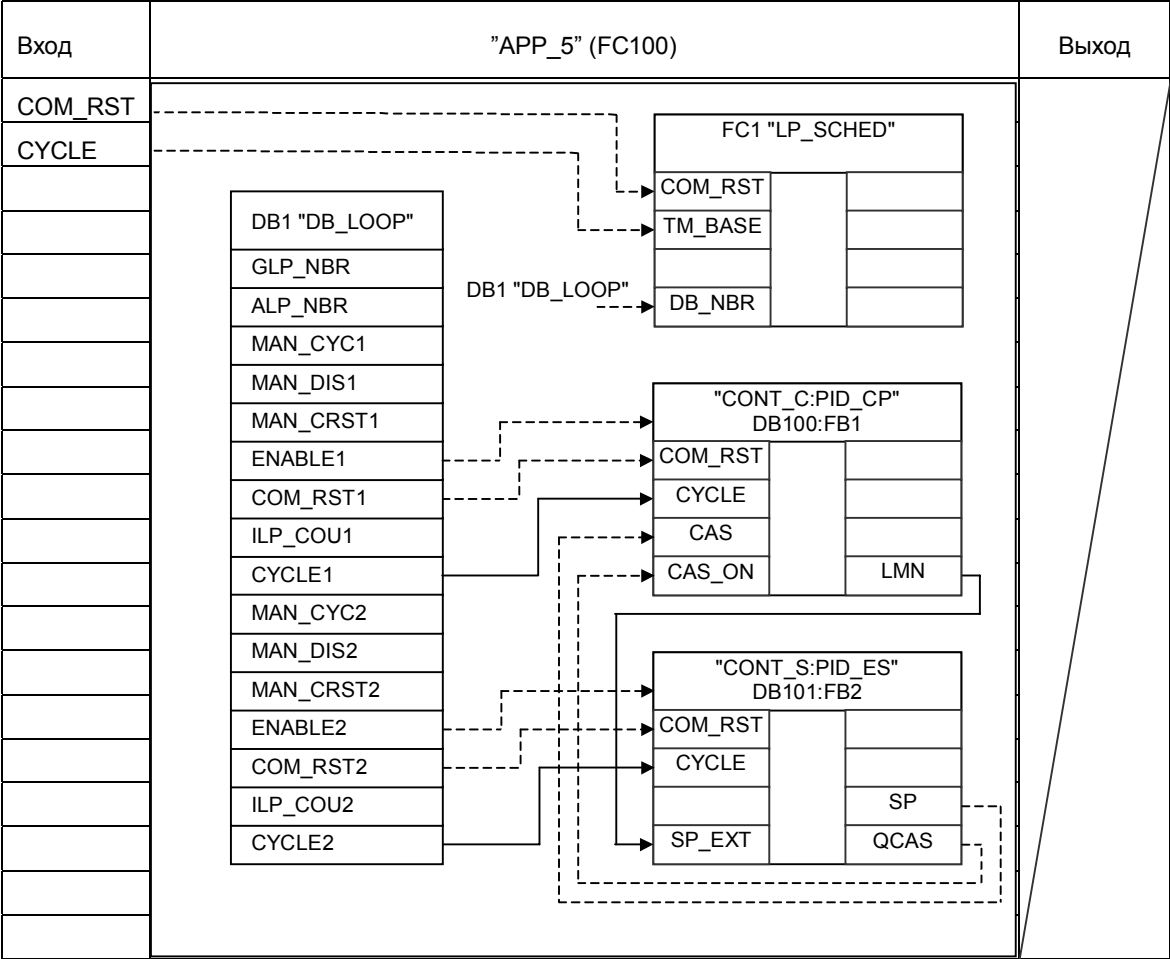 Вход
”APP_5” (FC100)
Выход
COM_RST
CYCLE
FC1 "LP_SCHED"
COM_RST
TM_BASE
DB1 "DB_LOOP"
DB_NBR
DB1 "DB_LOOP"
GLP_NBR
ALP_NBR
MAN_CYC1
MAN_DIS1
MAN_CRST1
ENABLE1
COM_RST1
ILP_COU1
CYCLE1
MAN_CYC2
MAN_DIS2
MAN_CRST2
ENABLE2
COM_RST2
ILP_COU2
CYCLE2
"CONT_C:PID_CP"
DB100:FB1
COM_RST
CYCLE
CAS
CAS_ON
LMN
"CONT_S:PID_ES"
DB101:FB2
COM_RST
CYCLE
SP
SP_EXT
QCAS